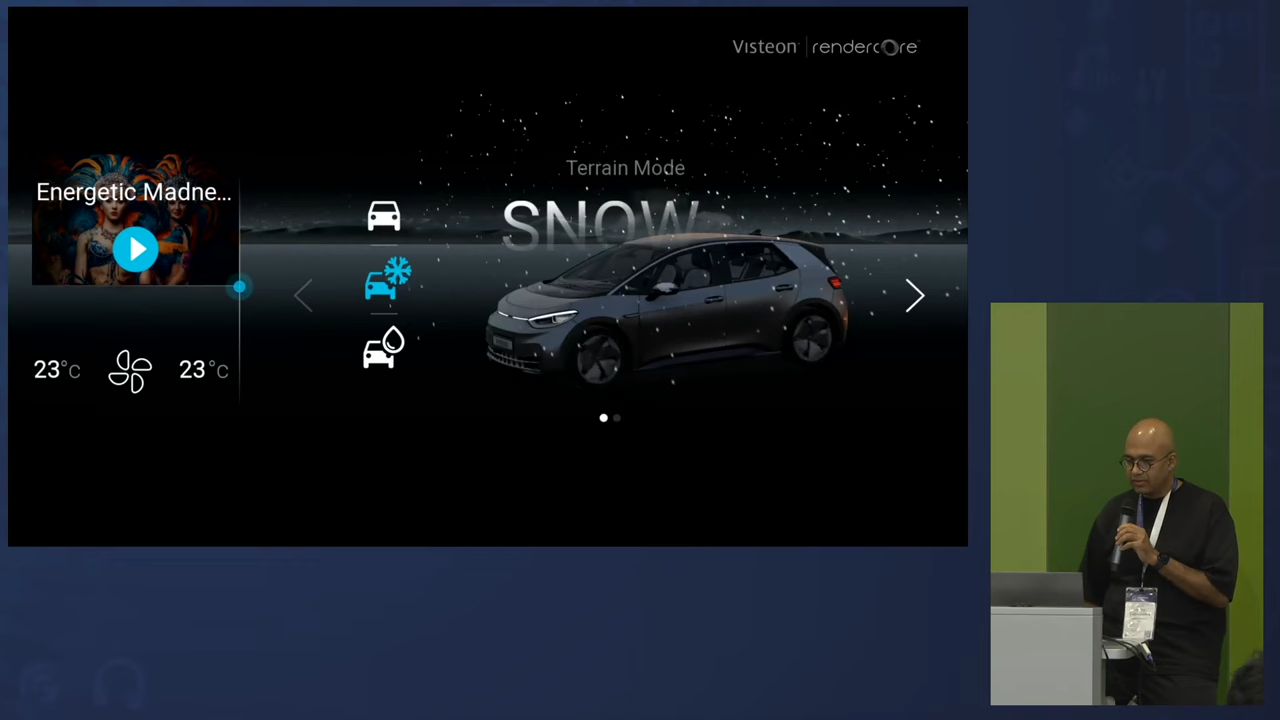 Visteon | rendercore
Energetic Madne...
Terrain Mode
SNOW
23°C
23°C